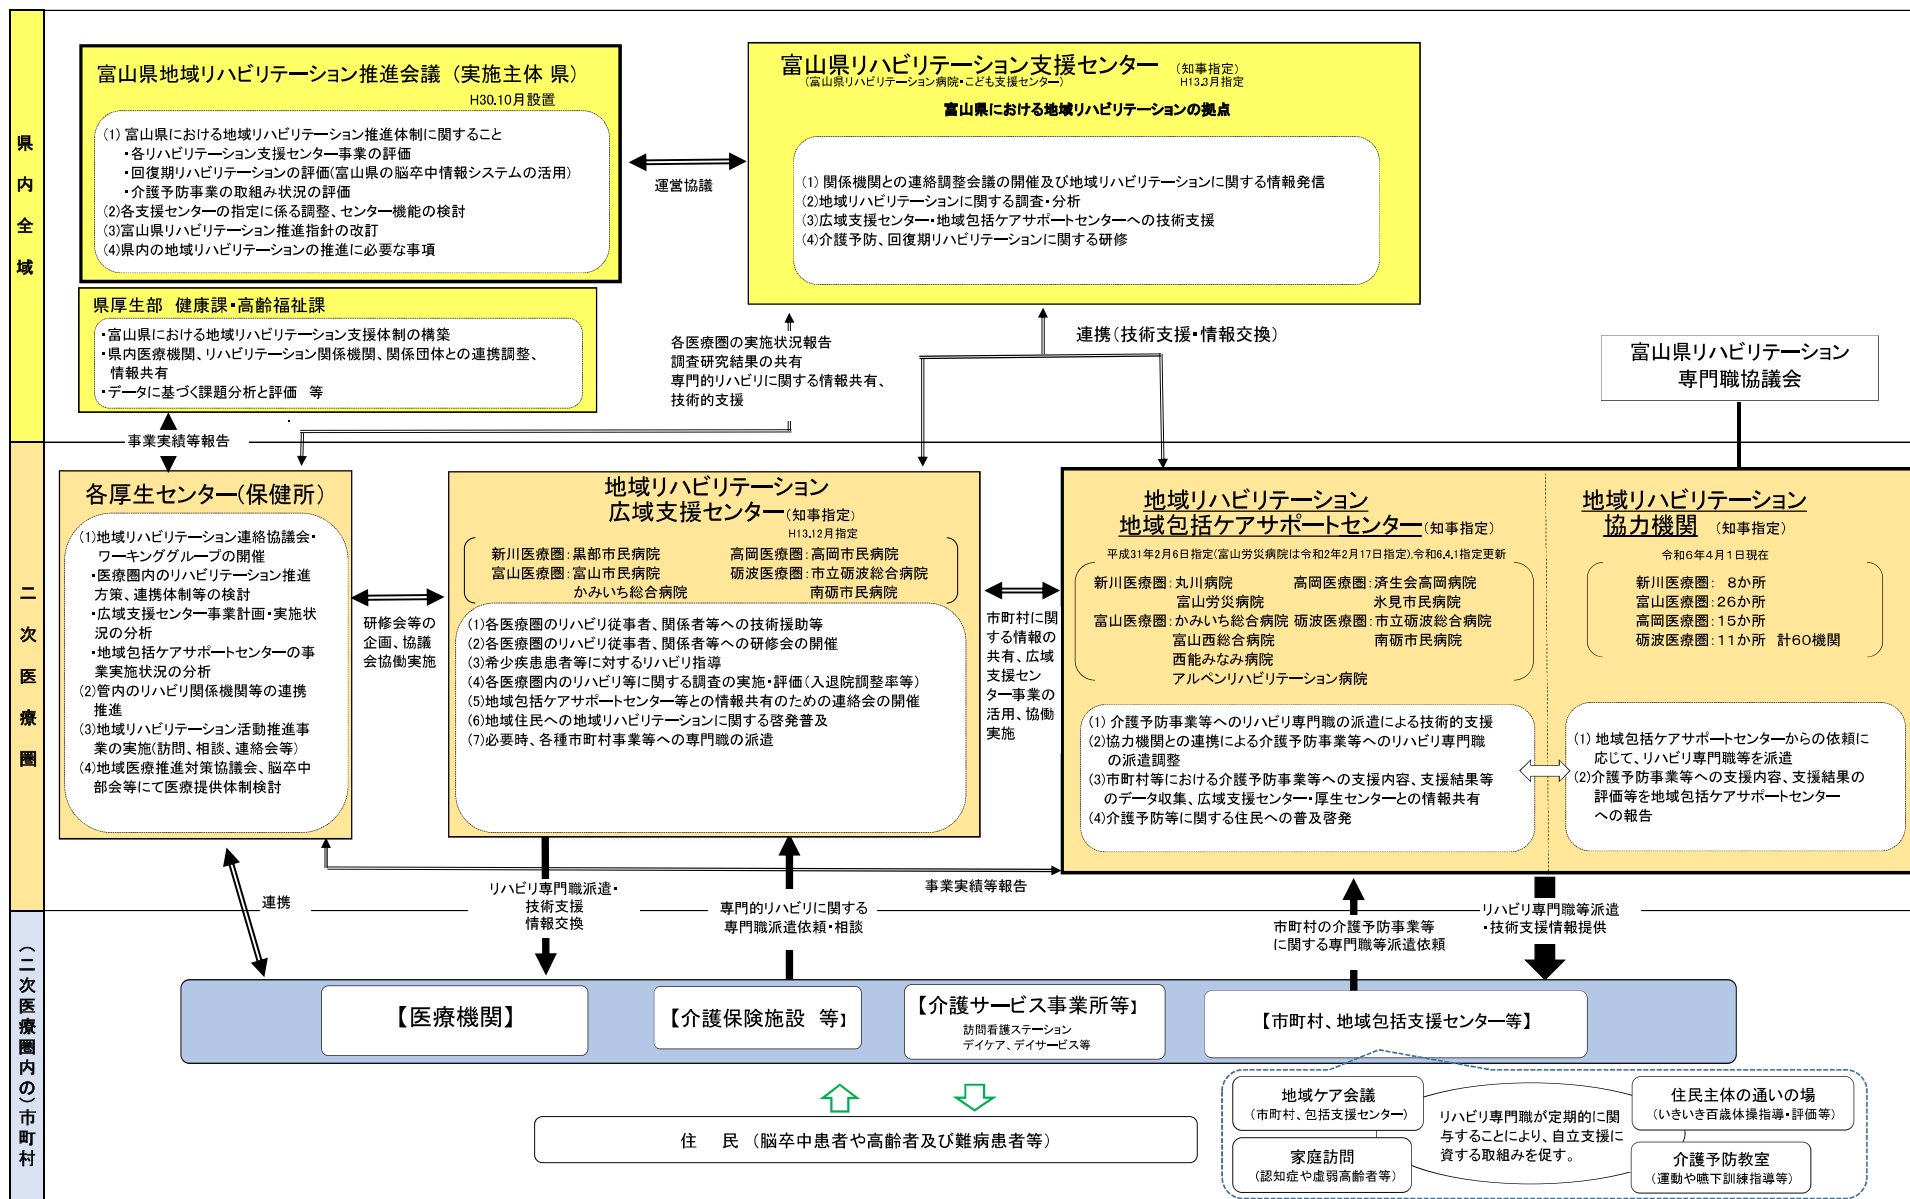 県内全域
富山県地域リハビリテーション推進会議（実施主体 県）
H30.10月設置
(1) 富山県における地域リハビリテーション推進体制に関すること
・各リハビリテーション支援センター事業の評価
・回復期リハビリテーションの評価(富山県の脳卒中情報システムの活用)
・介護予防事業の取組み状況の評価
(2)各支援センターの指定に係る調整、センター機能の検討
(3)富山県リハビリテーション推進指針の改訂
(4)県内の地域リハビリテーションの推進に必要な事項
運営協議
富山県リハビリテーション支援センター （知事指定）
（富山県リハビリテーション病院・こども支援センター） H13.3月指定
富山県における地域リハビリテーションの拠点
(1) 関係機関との連絡調整会議の開催及び地域リハビリテーションに関する情報発信
(2)地域リハビリテーションに関する調査・分析
(3)広域支援センター・地域包括ケアサポートセンターへの技術支援
(4)介護予防、回復期リハビリテーションに関する研修
県厚生部 健康課・高齢福祉課
・富山県における地域リハビリテーション支援体制の構築
・県内医療機関、リハビリテーション関係機関、関係団体との連携調整、
情報共有
・データに基づく課題分析と評価 等
各医療圏の実施状況報告
調査研究結果の共有
専門的リハビリに関する情報共有、
技術的支援
連携（技術支援・情報交換）
富山県リハビリテーション
専門職協議会
事業実績等報告
二次医療圏
各厚生センター(保健所)
(1)地域リハビリテーション連絡協議会・
ワーキンググループの開催
・医療圏内のリハビリテーション推進
方策、連携体制等の検討
・広域支援センター事業計画・実施状
況の分析
・地域包括ケアサポートセンターの事
業実施状況の分析
(2)管内のリハビリ関係機関等の連携
推進
(3)地域リハビリテーション活動推進事
業の実施(訪問、相談、連絡会等)
(4)地域医療推進対策協議会、脳卒中
部会等にて医療提供体制検討
研修会等の
企画、協議
会協働実施
地域リハビリテーション
広域支援センター（知事指定）
H13.12月指定
新川医療圏：黒部市民病院 高岡医療圏：高岡市民病院
富山医療圏：富山市民病院 砺波医療圏：市立砺波総合病院
かみいち総合病院 南砺市民病院
(1)各医療圏のリハビリ従事者、関係者等への技術援助等
(2)各医療圏のリハビリ従事者、関係者等への研修会の開催
(3)希少疾患患者等に対するリハビリ指導
(4)各医療圏内のリハビリ等に関する調査の実施・評価（入退院調整率等）
(5)地域包括ケアサポートセンター等との情報共有のための連絡会の開催
(6)地域住民への地域リハビリテーションに関する啓発普及
(7)必要時、各種市町村事業等への専門職の派遣
市町村に関
する情報の
共有、広域
支援セン
ター事業の
活用、協働
実施
地域リハビリテーション
地域包括ケアサポートセンター（知事指定）
平成31年2月6日指定(富山労災病院は令和2年2月17日指定),令和6.4.1指定更新
新川医療圏：丸川病院 高岡医療圏：済生会高岡病院
富山労災病院 氷見市民病院
富山医療圏：かみいち総合病院 砺波医療圏：市立砺波総合病院
富山西総合病院 南砺市民病院
西能みなみ病院
アルペンリハビリテーション病院
(1) 介護予防事業等へのリハビリ専門職の派遣による技術的支援
(2)協力機関との連携による介護予防事業等へのリハビリ専門職
の派遣調整
(3)市町村等における介護予防事業等への支援内容、支援結果等
のデータ収集、広域支援センター・厚生センターとの情報共有
(4)介護予防等に関する住民への普及啓発
地域リハビリテーション
協力機関 （知事指定）
令和６年４月１日現在
新川医療圏： 8か所
富山医療圏：26か所
高岡医療圏：15か所
砺波医療圏：11か所 計60機関
(1) 地域包括ケアサポートセンターからの依頼に
応じて、リハビリ専門職等を派遣
(2)介護予防事業等への支援内容、支援結果の
評価等を地域包括ケアサポートセンター
への報告
連携
リハビリ専門職派遣・
技術支援
情報交換
専門的リハビリに関する
専門職派遣依頼・相談
事業実績等報告
市町村の介護予防事業等
に関する専門職等派遣依頼
リハビリ専門職等派遣
・技術支援情報提供
（二次医療圏内の）市町村
【医療機関】
【介護保険施設 等】
【介護サービス事業所等】
訪問看護ステーション
デイケア、デイサービス等
【市町村、地域包括支援センター等】
住 民 （脳卒中患者や高齢者及び難病患者等）
地域ケア会議
（市町村、包括支援センター）
住民主体の通いの場
（いきいき百歳体操指導・評価等）
リハビリ専門職が定期的に関
与することにより、自立支援に
資する取組みを促す。
家庭訪問
（認知症や虚弱高齢者等）
介護予防教室
（運動や嚥下訓練指導等）